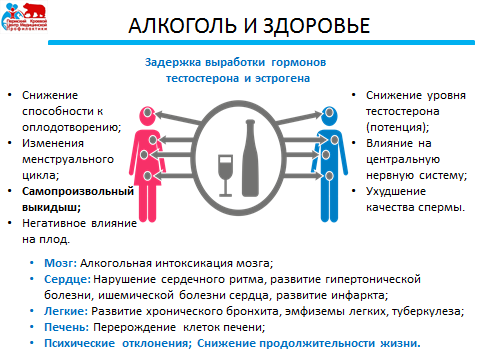 Пермский Краевой
Центр Медицинской
Профилактики
АЛКОГОЛЬ И ЗДОРОВЬЕ
Задержка выработки гормонов
тестостерона и эстрогена
• Снижение
способности к
оплодотворению;
• Изменения
менструального
цикла;
• Самопроизвольный
выкидыш;
• Негативное влияние
на плод.
• Снижение уровня
тестостерона
(потенция);
• Влияние на
центральную
нервную систему;
• Ухудшение
качества спермы.
• Мозг: Алкогольная интоксикация мозга;
• Сердце: Нарушение сердечного ритма, развитие гипертонической
болезни, ишемической болезни сердца, развитие инфаркта;
• Легкие: Развитие хронического бронхита, эмфиземы легких, туберкулеза;
• Печень: Перерождение клеток печени;
• Психические отклонения; Снижение продолжительности жизни.